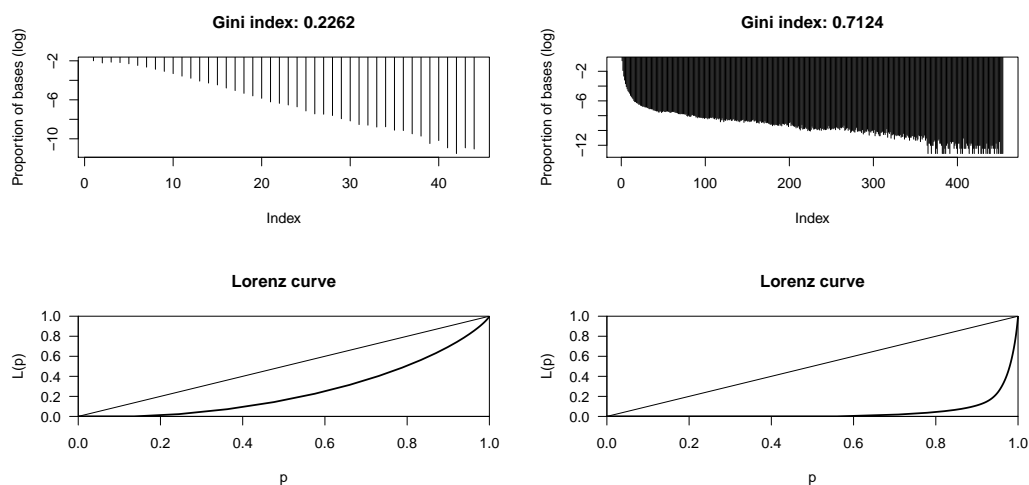 Gini index: 0.2262
Proportion of bases (log)
−2
−6
−10
0 10 20 30 40
Index
Gini index: 0.7124
Proportion of bases (log)
−2
−6
−12
0 100 200 300 400
Index
Lorenz curve
L(p)
1.0
0.8
0.6
0.4
0.2
0.0
0.0 0.2 0.4 0.6 0.8 1.0
p
Lorenz curve
L(p)
1.0
0.8
0.6
0.4
0.2
0.0
0.0 0.2 0.4 0.6 0.8 1.0
p